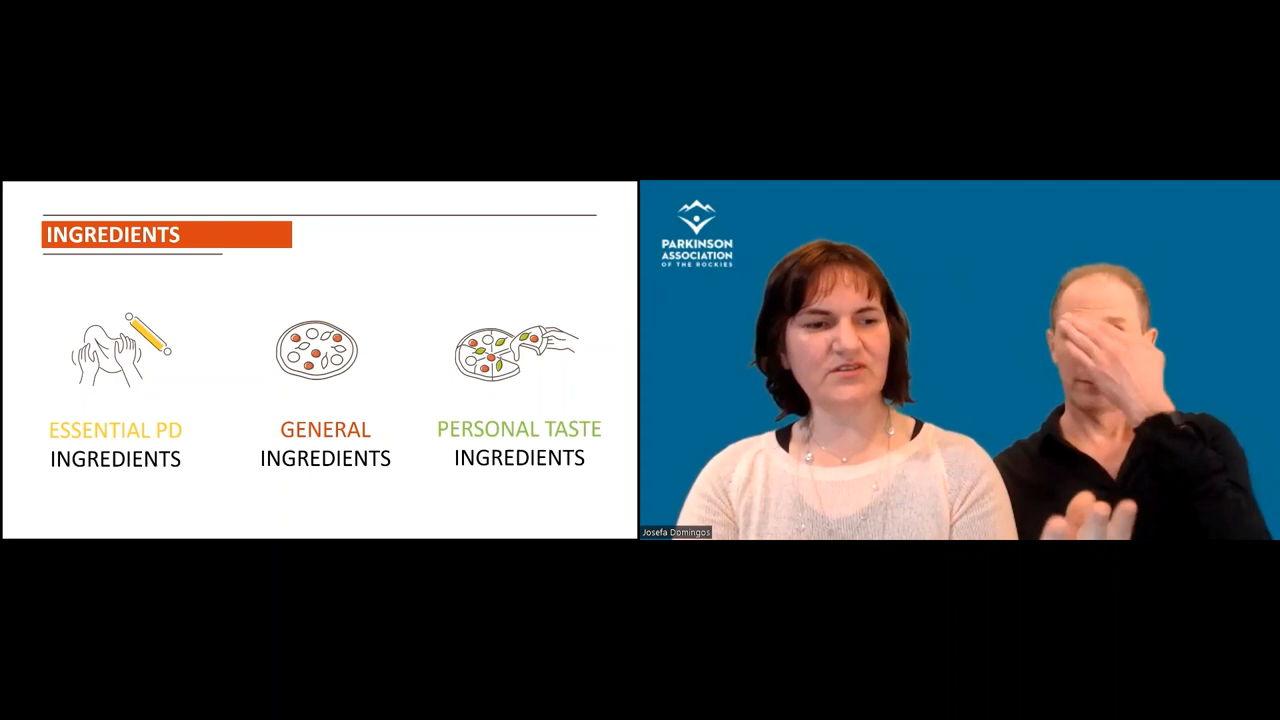 INGREDIENTS
ESSENTIAL PD
INGREDIENTS
GENERAL
INGREDIENTS
PERSONAL TASTE
INGREDIENTS
PARKINSON
ASSOCIATION
OF THE ROCKIES
Josefa Domingos